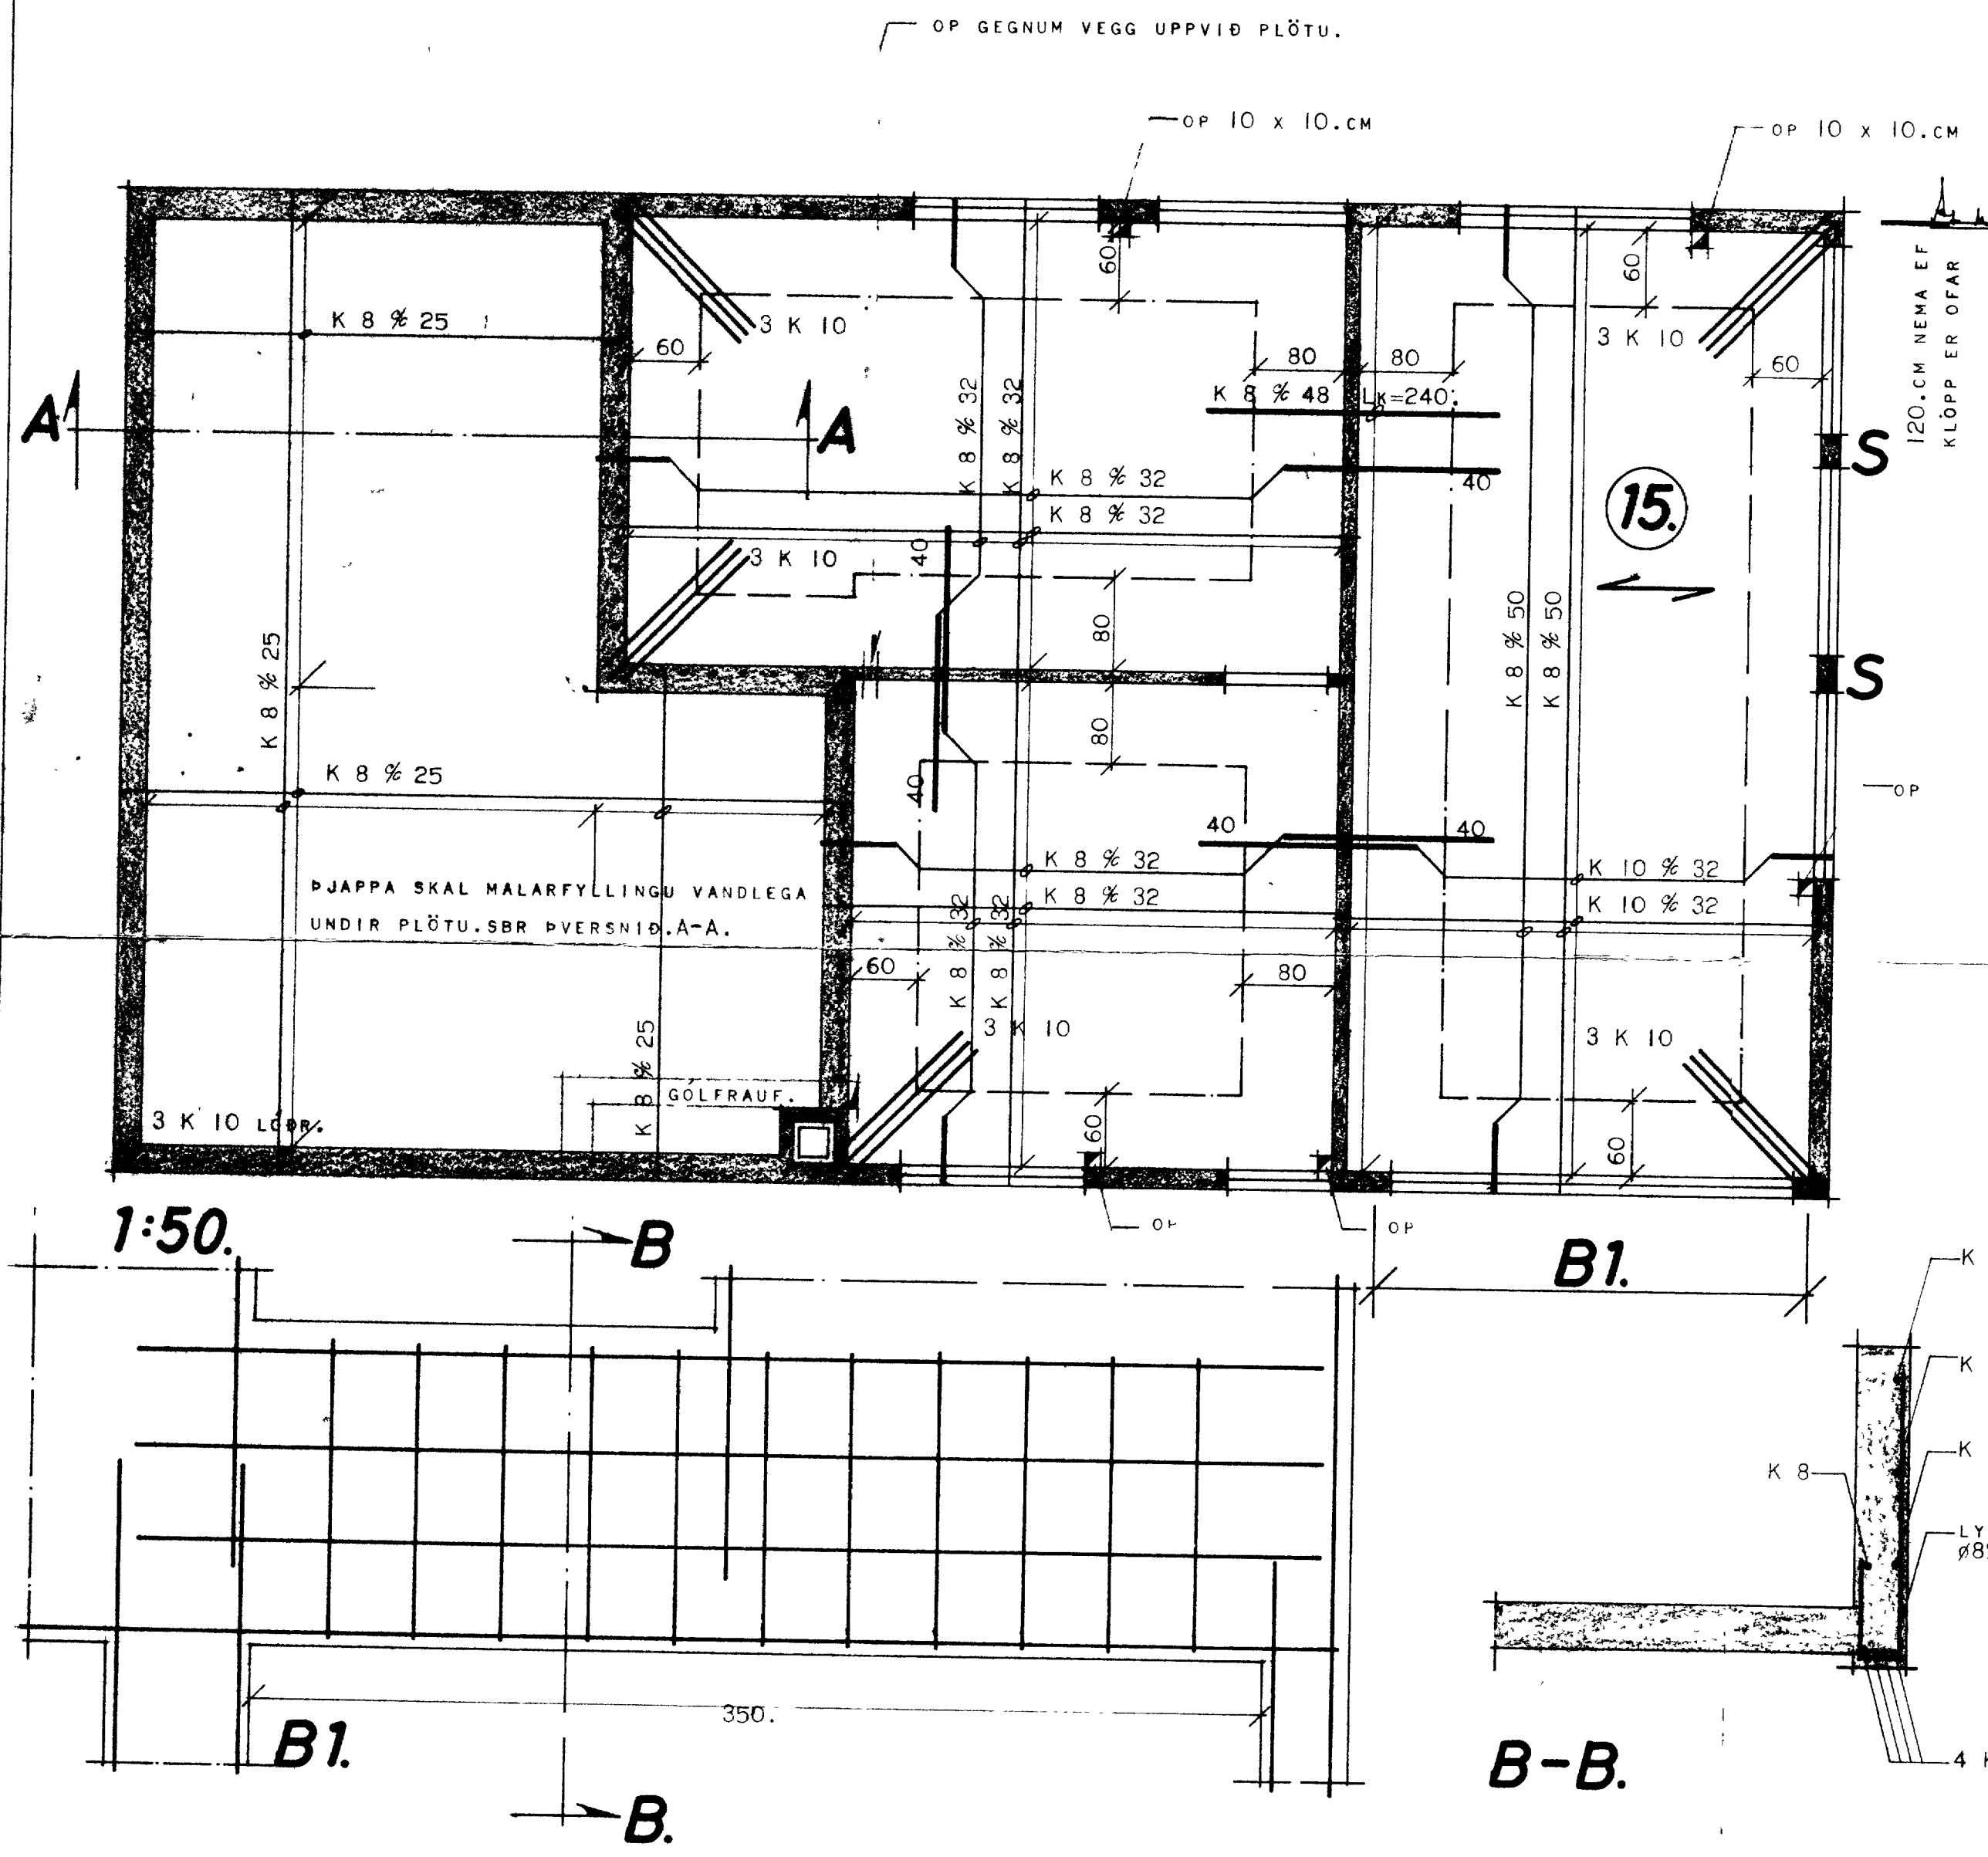 OP GEGNUM VEGG UPPVIÐ PLÖTU.
OP 10 x 10.CM
OP 10 x 10.CM
120.CM NEMA EF
KLÖPP ER OFAR
K 8 % 25
3 K 10
60
60
60
3 K 10
60
80
80
K 8 % 48
LK=240.
A
A
K 8 % 32
K 8 % 32
K 8 % 32
K 8 % 32
40
40
3 K 10
15.
S
S
K 8 % 25
80
80
K 8 % 50
K 8 % 50
K 8 % 25
40
40
40
OP
K 8 % 32
K 8 % 32
K 10 % 32
K 10 % 32
ÞJAPPA SKAL MALARFYLLINGU VANDLEGA
UNDIR PLÖTU.SBR ÞVERSNIÐ.A-A.
K 8 % 32
K 8 % 32
60
80
3 K 10
3 K 10
K 8 % 25
GÓLFRAUF.
3 K 10 LÓÐR.
60
60
OP
OP
1:50.
B
B1.
K
K
K
K 8
LY
Ø8
350.
B1.
B-B.
4 K
B.